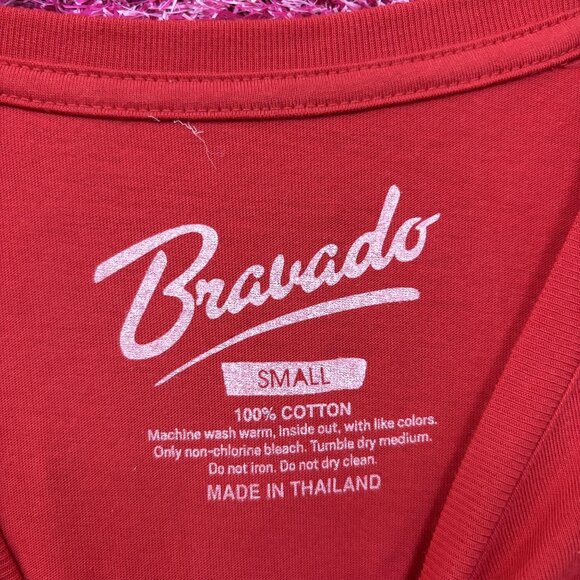 Bravado
SMALL
100% COTTON
Machine wash warm, Inside out, with like colors.
Only non-chlorine bleach. Tumble dry medium.
Do not iron. Do not dry clean.
MADE IN THAILAND